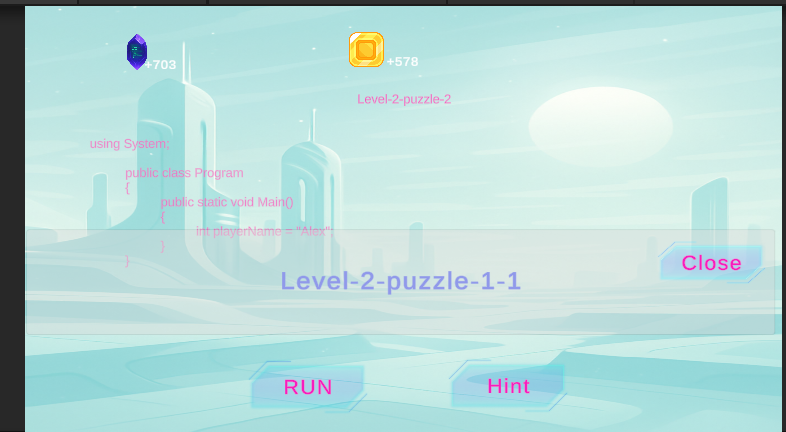 +703
+578
Level-2-puzzle-2
using System;
public class Program
{
public static void Main()
{
int playerName = "Alex";
}
}
Close
Level-2-puzzle-1-1
RUN
Hint